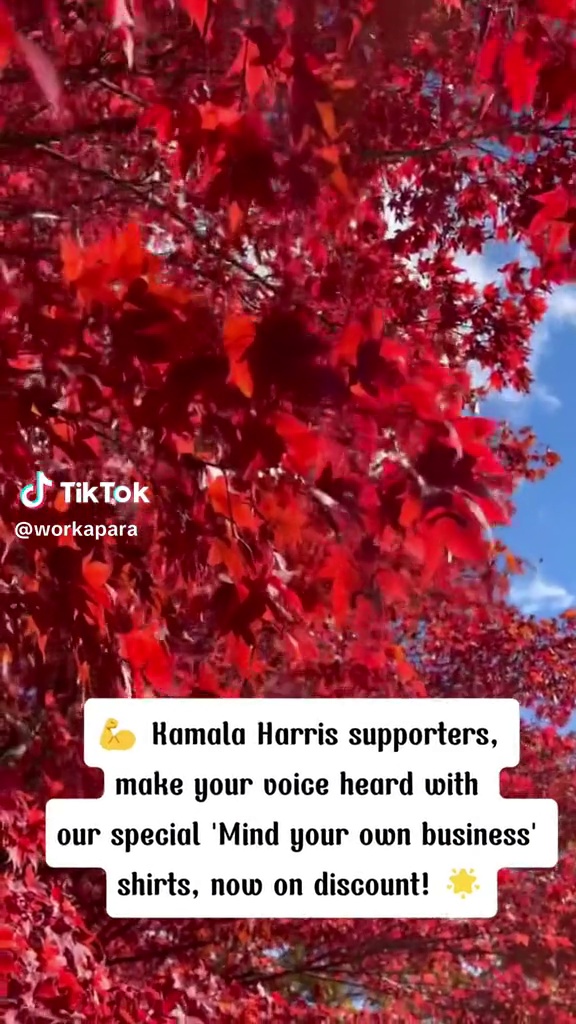 TikTok
@workapara
💪 Kamala Harris supporters,
make your voice heard with
our special 'Mind your own business'
shirts, now on discount! 🌟